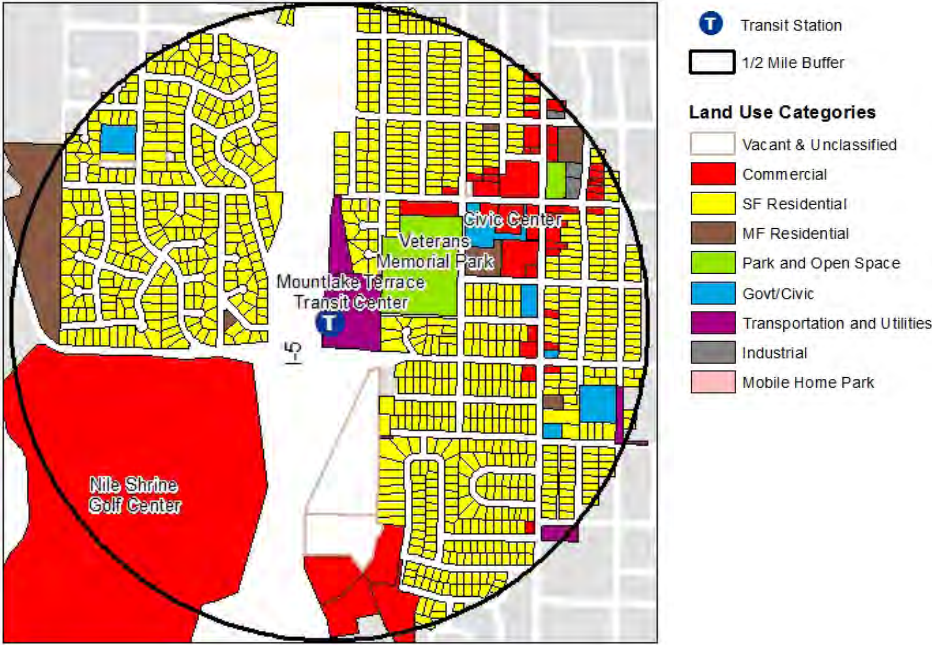 Civic Center
Veterans
Memorial Park
Mountlake Terrace
Transit Center
T
I-5
Nile Shrine
Golf Center
T Transit Station
1/2 Mile Buffer
Land Use Categories
Vacant & Unclassified
Commercial
SF Residential
MF Residential
Park and Open Space
Govt/Civic
Transportation and Utilities
Industrial
Mobile Home Park